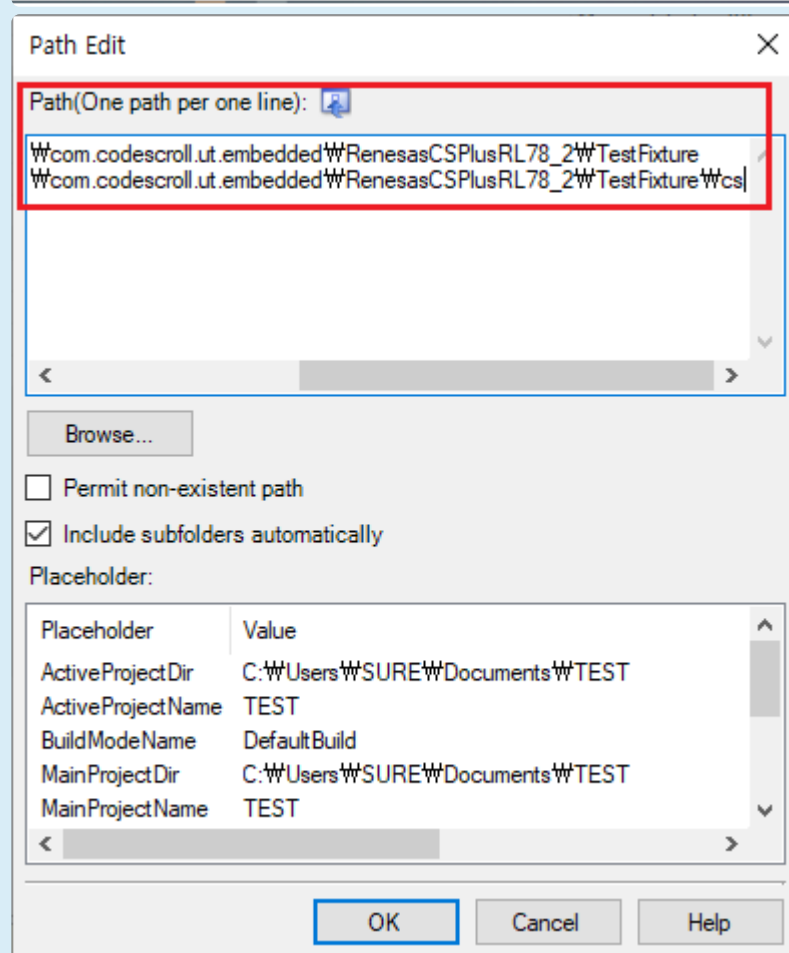 Path Edit
Path(One path per one line):
₩com.codescroll.ut.embedded₩RenesasCSPlusRL78_2₩TestFixture
₩com.codescroll.ut.embedded₩RenesasCSPlusRL78_2₩TestFixture₩cs
Browse...
Permit non-existent path
Include subfolders automatically
Placeholder:
Placeholder Value
ActiveProjectDir C:₩Users₩SURE₩Documents₩TEST
ActiveProjectName TEST
BuildModeName DefaultBuild
MainProjectDir C:₩Users₩SURE₩Documents₩TEST
MainProjectName TEST
OK Cancel Help